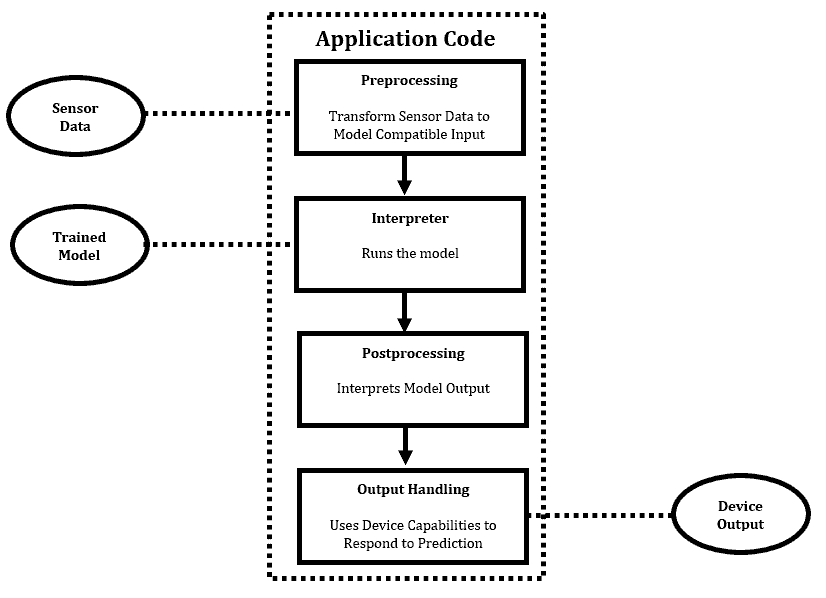 Application Code
Preprocessing
Transform Sensor Data to
Model Compatible Input
Sensor
Data
Interpreter
Runs the model
Trained
Model
Postprocessing
Interprets Model Output
Output Handling
Uses Device Capabilities to
Respond to Prediction
Device
Output